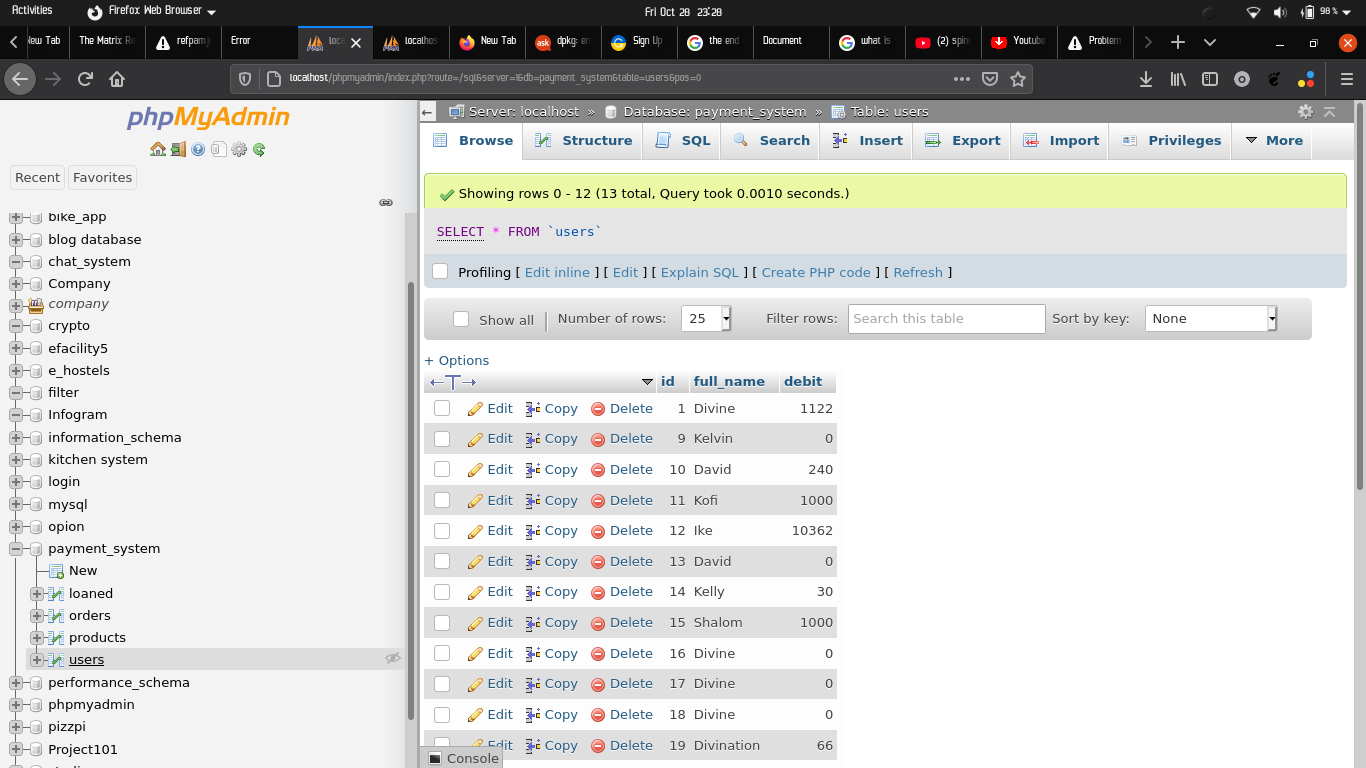 Activities
Firefox Web Browser
Fri Oct 28 23:28
98 %
New Tab
The Matrix: Re
refpam
Error
loca
localhos
New Tab
dpkg: er
Sign Up
the end
Document
what is
(2) spin
Youtube
Problem
localhost/phpmyadmin/index.php?route=/sql&server=1&db=payment_system&table=users&pos=0
phpMyAdmin
Recent
Favorites
bike_app
blog database
chat_system
Company
company
crypto
efacility5
e_hostels
filter
Infogram
information_schema
kitchen system
login
mysql
opion
payment_system
New
loaned
orders
products
users
performance_schema
phpmyadmin
pizzpi
Project101
Server: localhost » Database: payment_system » Table: users
Browse
Structure
SQL
Search
Insert
Export
Import
Privileges
More
Showing rows 0 - 12 (13 total, Query took 0.0010 seconds.)
SELECT * FROM `users`
Profiling [ Edit inline ] [ Edit ] [ Explain SQL ] [ Create PHP code ] [ Refresh ]
Show all
Number of rows: 25
Filter rows: Search this table
Sort by key: None
+ Options
id full_name debit
Edit Copy Delete 1 Divine 1122
Edit Copy Delete 9 Kelvin 0
Edit Copy Delete 10 David 240
Edit Copy Delete 11 Kofi 1000
Edit Copy Delete 12 Ike 10362
Edit Copy Delete 13 David 0
Edit Copy Delete 14 Kelly 30
Edit Copy Delete 15 Shalom 1000
Edit Copy Delete 16 Divine 0
Edit Copy Delete 17 Divine 0
Edit Copy Delete 18 Divine 0
Edit Copy Delete 19 Divination 66
Console